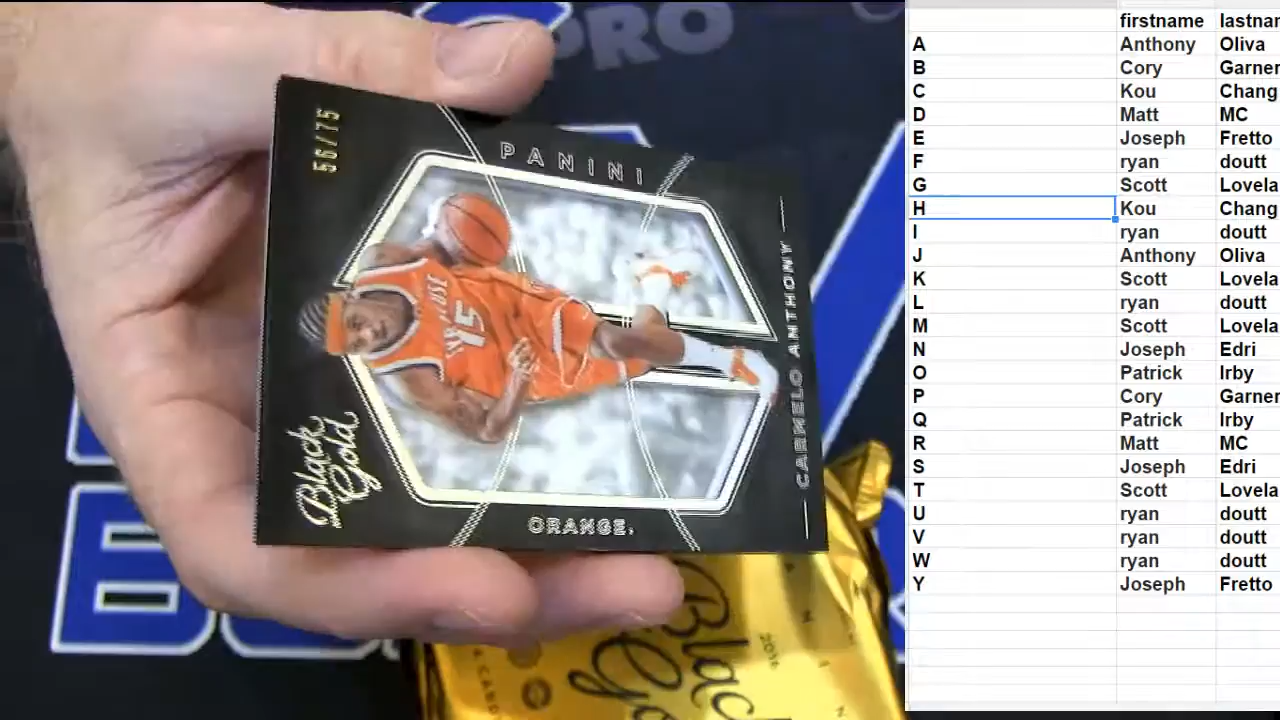 PRO
56/75
PANINI
CARMELO ANTHONY
15
Black
Gold
ORANGE.
2016
Black
firstname
A Anthony Oliva
B Cory Garner
C Kou Chang
D Matt MC
E Joseph Fretto
F ryan doutt
G Scott Lovela
H Kou Chang
I ryan doutt
J Anthony Oliva
K Scott Lovela
L ryan doutt
M Scott Lovela
N Joseph Edri
O Patrick Irby
P Cory Garner
Q Patrick Irby
R Matt MC
S Joseph Edri
T Scott Lovela
U ryan doutt
V ryan doutt
W ryan doutt
Y Joseph Fretto